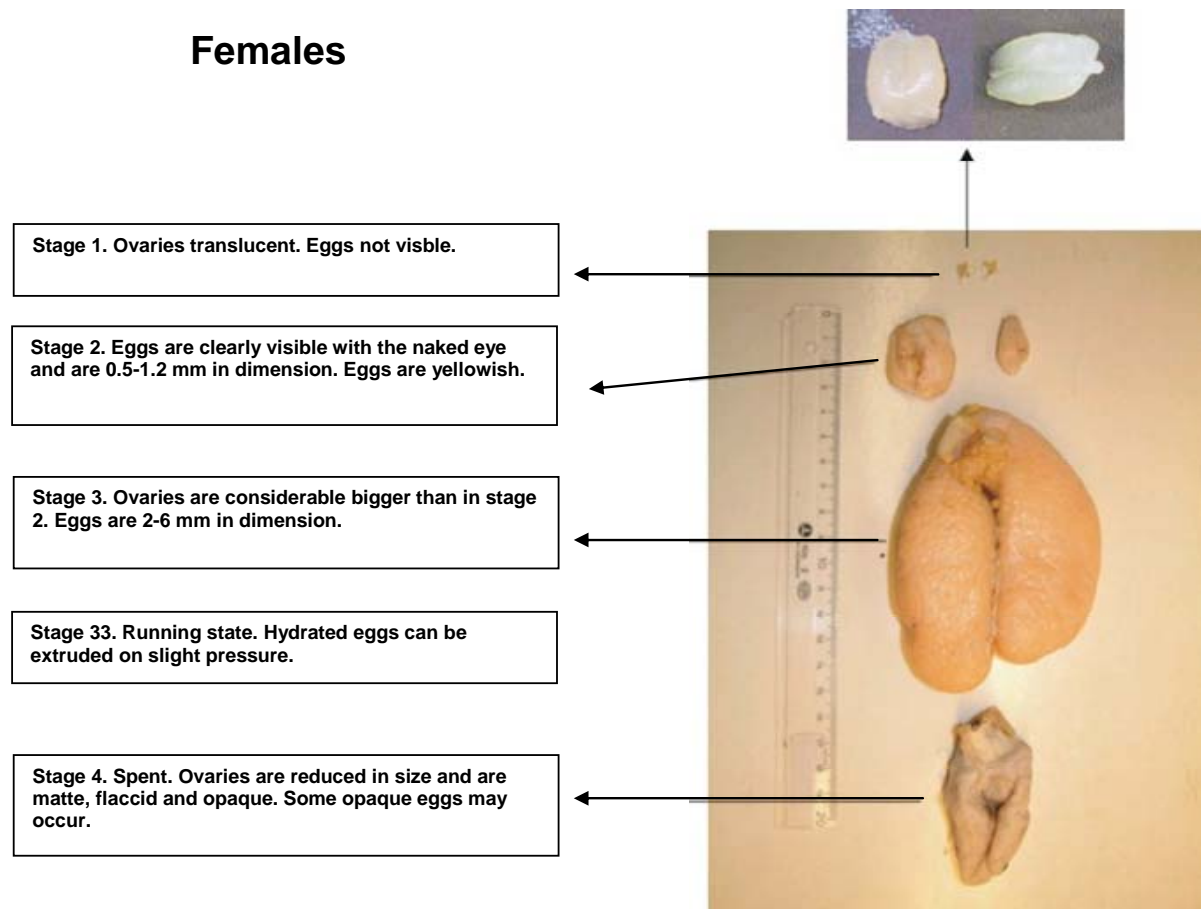 Females
Stage 1. Ovaries translucent. Eggs not visble.
Stage 2. Eggs are clearly visible with the naked eye
and are 0.5-1.2 mm in dimension. Eggs are yellowish.
Stage 3. Ovaries are considerable bigger than in stage
2. Eggs are 2-6 mm in dimension.
Stage 33. Running state. Hydrated eggs can be
extruded on slight pressure.
Stage 4. Spent. Ovaries are reduced in size and are
matte, flaccid and opaque. Some opaque eggs may
occur.